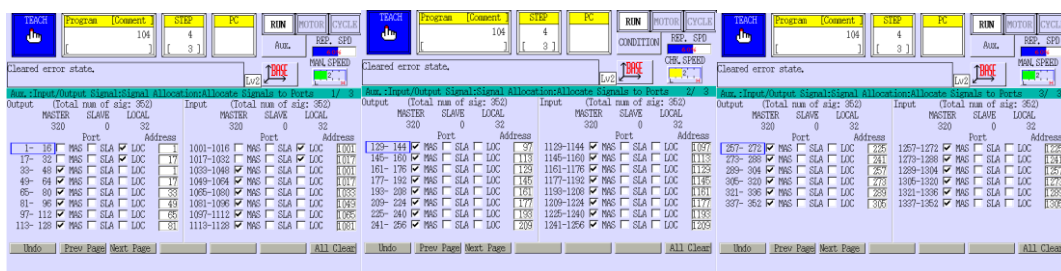 TEACH Program [Comment] STEP PC RUN MOTOR CYCLE
104 4
[ ] [ 3 ] Aux. REP. SPD
Cleared error state. MAN.SPEED
Lv2 BASE 2
Aux.:Input/Output Signal:Signal Allocation:Allocate Signals to Ports 1/ 3
Output (Total num of sig: 352) Input (Total num of sig: 352)
MASTER SLAVE LOCAL MASTER SLAVE LOCAL
320 0 32 320 0 32
Port Address Port Address
1- 16 MAS SLA LOC 1 1001-1016 MAS SLA LOC 1001
17- 32 MAS SLA LOC 17 1017-1032 MAS SLA LOC 1017
33- 48 MAS SLA LOC 1 1033-1048 MAS SLA LOC 1001
49- 64 MAS SLA LOC 17 1049-1064 MAS SLA LOC 1017
65- 80 MAS SLA LOC 33 1065-1080 MAS SLA LOC 1033
81- 96 MAS SLA LOC 49 1081-1096 MAS SLA LOC 1049
97- 112 MAS SLA LOC 65 1097-1112 MAS SLA LOC 1065
113- 128 MAS SLA LOC 81 1113-1128 MAS SLA LOC 1081
Undo Prev Page Next Page All Clear
TEACH Program [Comment] STEP PC RUN MOTOR CYCLE
104 4
[ ] [ 3 ] CONDITION REP. SPD
Cleared error state. CHK.SPEED
Lv2 BASE 2
Aux.:Input/Output Signal:Signal Allocation:Allocate Signals to Ports 2/ 3
Output (Total num of sig: 352) Input (Total num of sig: 352)
MASTER SLAVE LOCAL MASTER SLAVE LOCAL
320 0 32 320 0 32
Port Address Port Address
129- 144 MAS SLA LOC 97 1129-1144 MAS SLA LOC 1097
145- 160 MAS SLA LOC 113 1145-1160 MAS SLA LOC 1113
161- 176 MAS SLA LOC 129 1161-1176 MAS SLA LOC 1129
177- 192 MAS SLA LOC 145 1177-1192 MAS SLA LOC 1145
193- 208 MAS SLA LOC 161 1193-1208 MAS SLA LOC 1161
209- 224 MAS SLA LOC 177 1209-1224 MAS SLA LOC 1177
225- 240 MAS SLA LOC 193 1225-1240 MAS SLA LOC 1193
241- 256 MAS SLA LOC 209 1241-1256 MAS SLA LOC 1209
Undo Prev Page Next Page All Clear
TEACH Program [Comment] STEP PC RUN MOTOR CYCLE
104 4
[ ] [ 3 ] Aux. REP. SPD
Cleared error state. MAN.SPEED
Lv2 BASE 2
Aux.:Input/Output Signal:Signal Allocation:Allocate Signals to Ports 3/ 3
Output (Total num of sig: 352) Input (Total num of sig: 352)
MASTER SLAVE LOCAL MASTER SLAVE LOCAL
320 0 32 320 0 32
Port Address Port Address
257- 272 MAS SLA LOC 225 1257-1272 MAS SLA LOC 1225
273- 288 MAS SLA LOC 241 1273-1288 MAS SLA LOC 1241
289- 304 MAS SLA LOC 257 1289-1304 MAS SLA LOC 1257
305- 320 MAS SLA LOC 273 1305-1320 MAS SLA LOC 1273
321- 336 MAS SLA LOC 289 1321-1336 MAS SLA LOC 1289
337- 352 MAS SLA LOC 305 1337-1352 MAS SLA LOC 1305
Undo Prev Page Next Page All Clear